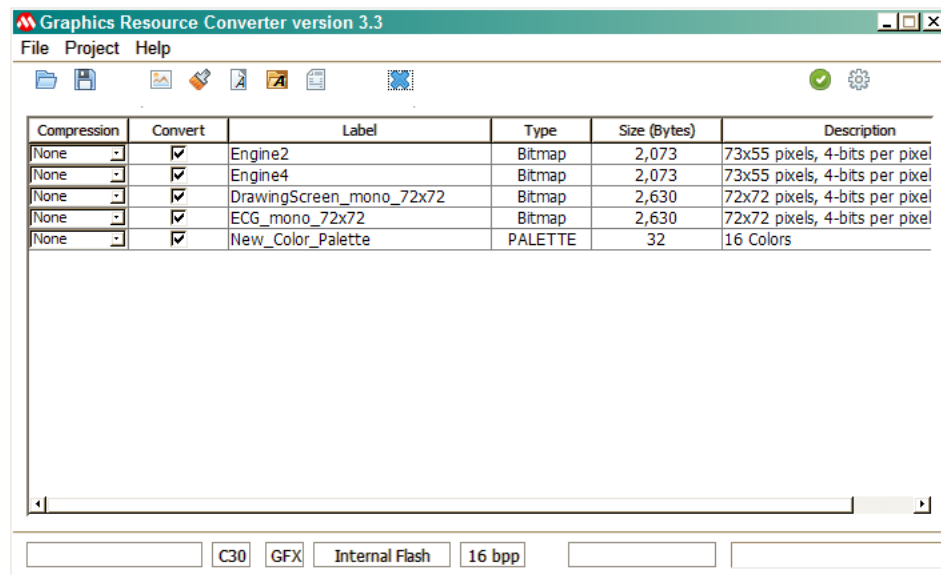 Graphics Resource Converter version 3.3
File Project Help
Compression Convert Label Type Size (Bytes) Description
None Engine2 Bitmap 2,073 73x55 pixels, 4-bits per pixel
None Engine4 Bitmap 2,073 73x55 pixels, 4-bits per pixel
None DrawingScreen_mono_72x72 Bitmap 2,630 72x72 pixels, 4-bits per pixel
None ECG_mono_72x72 Bitmap 2,630 72x72 pixels, 4-bits per pixel
None New_Color_Palette PALETTE 32 16 Colors
C30 GFX Internal Flash 16 bpp